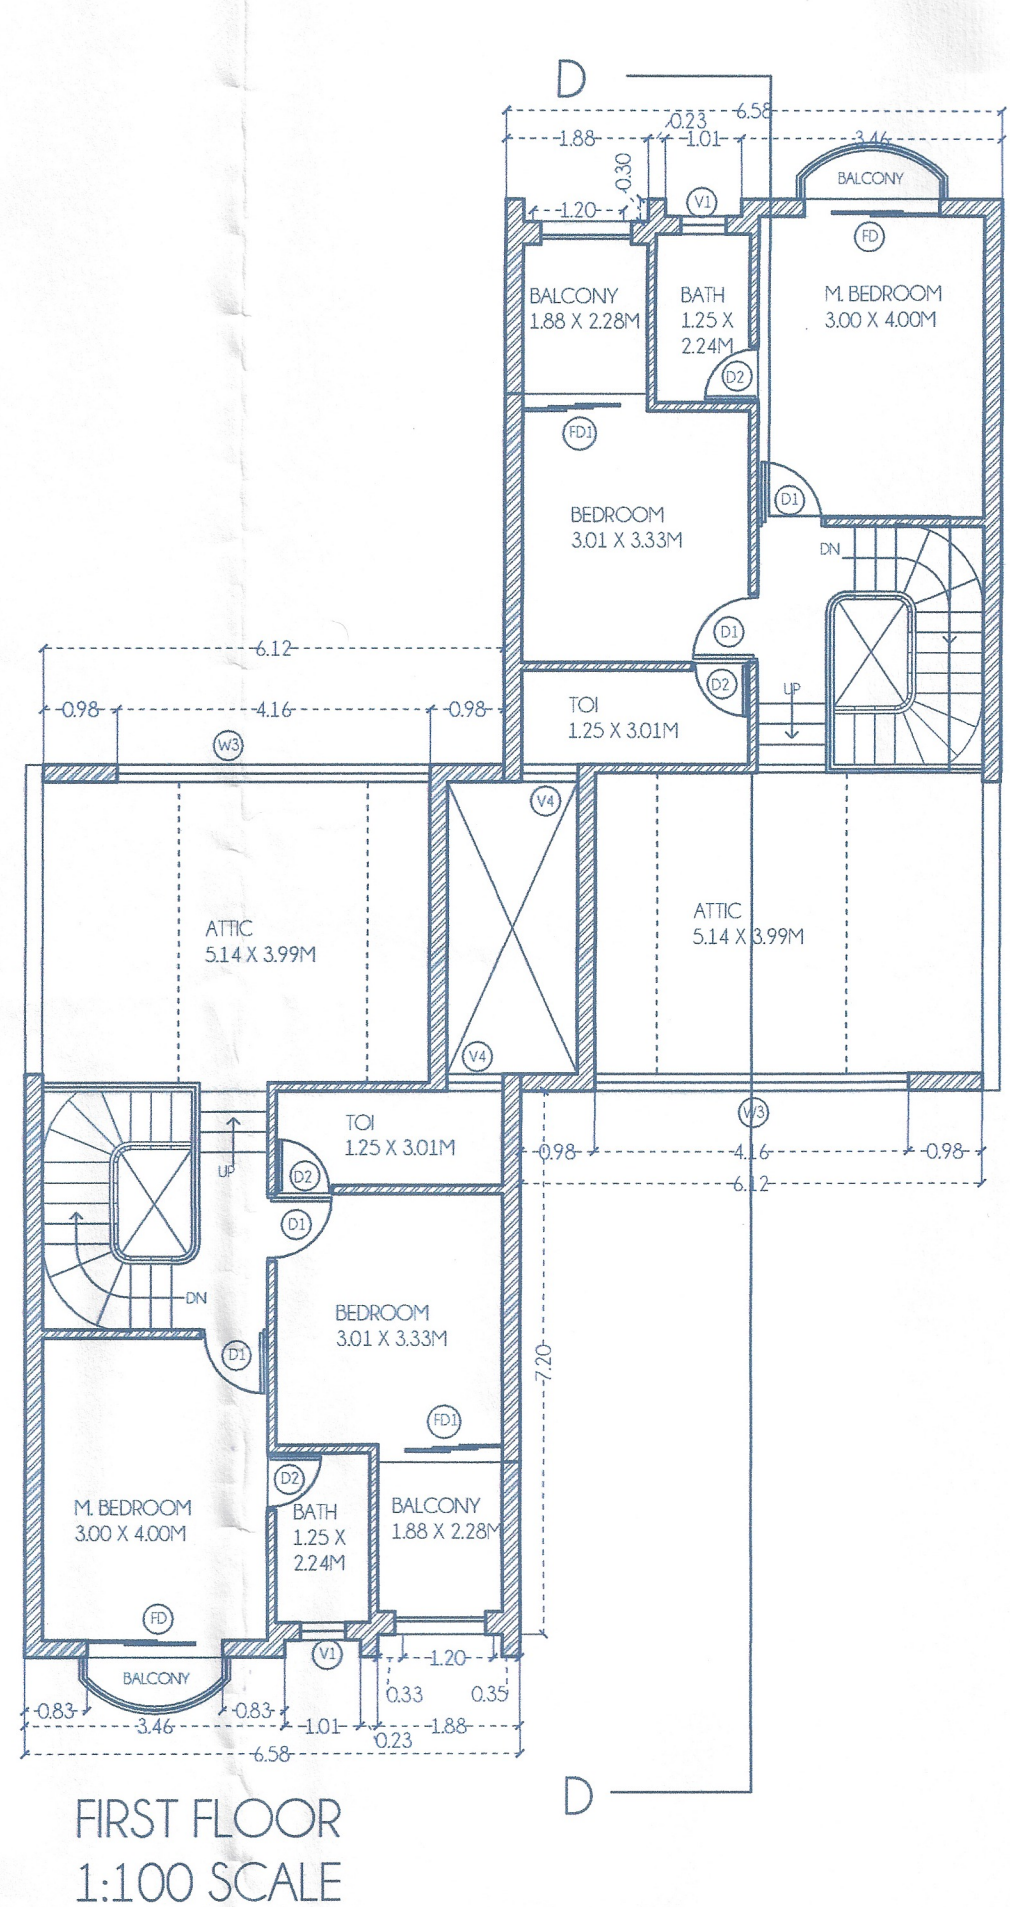 D
6.58
0.23
1.88
1.01
3.46
0.30
BALCONY
1.20
V1
FD
BALCONY
1.88 X 2.28M
BATH
1.25 X
2.24M
M. BEDROOM
3.00 X 4.00M
D2
FD1
D1
BEDROOM
3.01 X 3.33M
DN
D1
6.12
D2
UP
0.98
4.16
0.98
TOI
1.25 X 3.01M
W3
V4
ATTIC
5.14 X 3.99M
ATTIC
5.14 X 3.99M
V4
W3
TOI
1.25 X 3.01M
0.98
4.16
0.98
UP
D2
6.12
D1
DN
BEDROOM
3.01 X 3.33M
D1
7.20
FD1
D2
M. BEDROOM
3.00 X 4.00M
BATH
1.25 X
2.24M
BALCONY
1.88 X 2.28M
FD
V1
BALCONY
1.20
0.33
0.35
0.83
0.83
3.46
1.01
1.88
0.23
6.58
D
FIRST FLOOR
1:100 SCALE